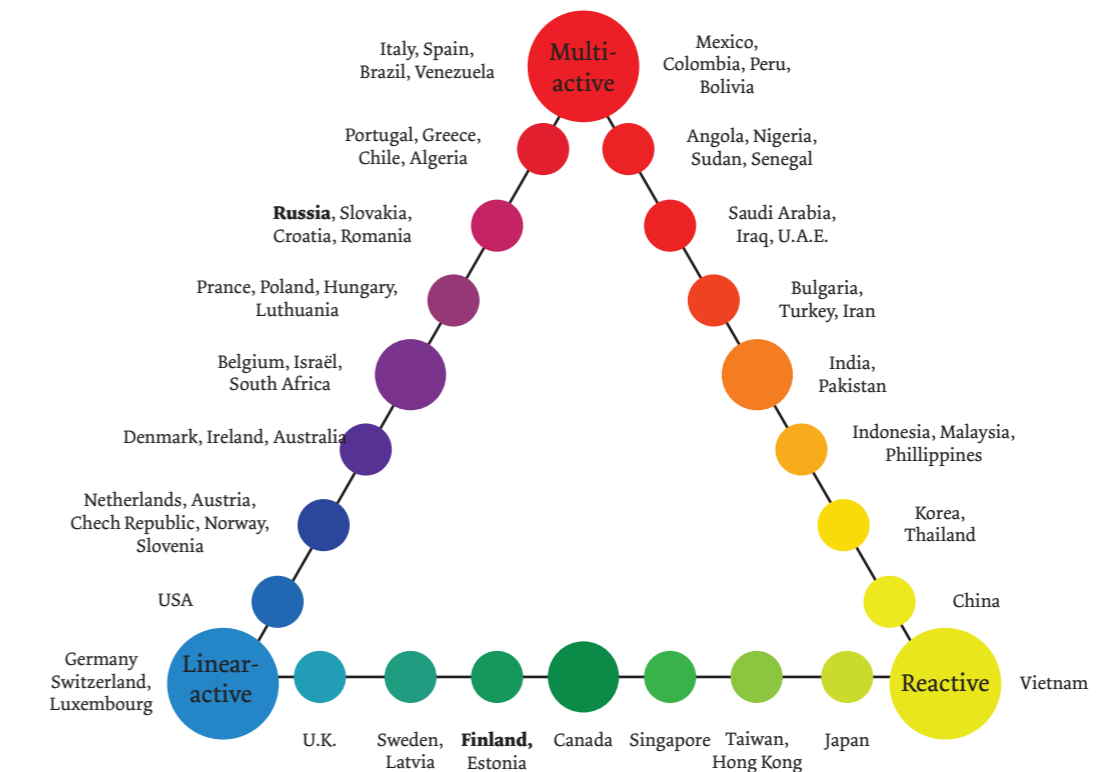 Italy, Spain,
Brazil, Venezuela
Multi-
active
Mexico,
Colombia, Peru,
Bolivia
Portugal, Greece,
Chile, Algeria
Angola, Nigeria,
Sudan, Senegal
Russia, Slovakia,
Croatia, Romania
Saudi Arabia,
Iraq, U.A.E.
Prance, Poland, Hungary,
Luthuania
Bulgaria,
Turkey, Iran
Belgium, Israël,
South Africa
India,
Pakistan
Denmark, Ireland, Australia
Indonesia, Malaysia,
Phillippines
Netherlands, Austria,
Chech Republic, Norway,
Slovenia
Korea,
Thailand
USA
China
Germany
Switzerland,
Luxembourg
Linear-
active
Reactive
Vietnam
U.K.
Sweden,
Latvia
Finland,
Estonia
Canada
Singapore
Taiwan,
Hong Kong
Japan